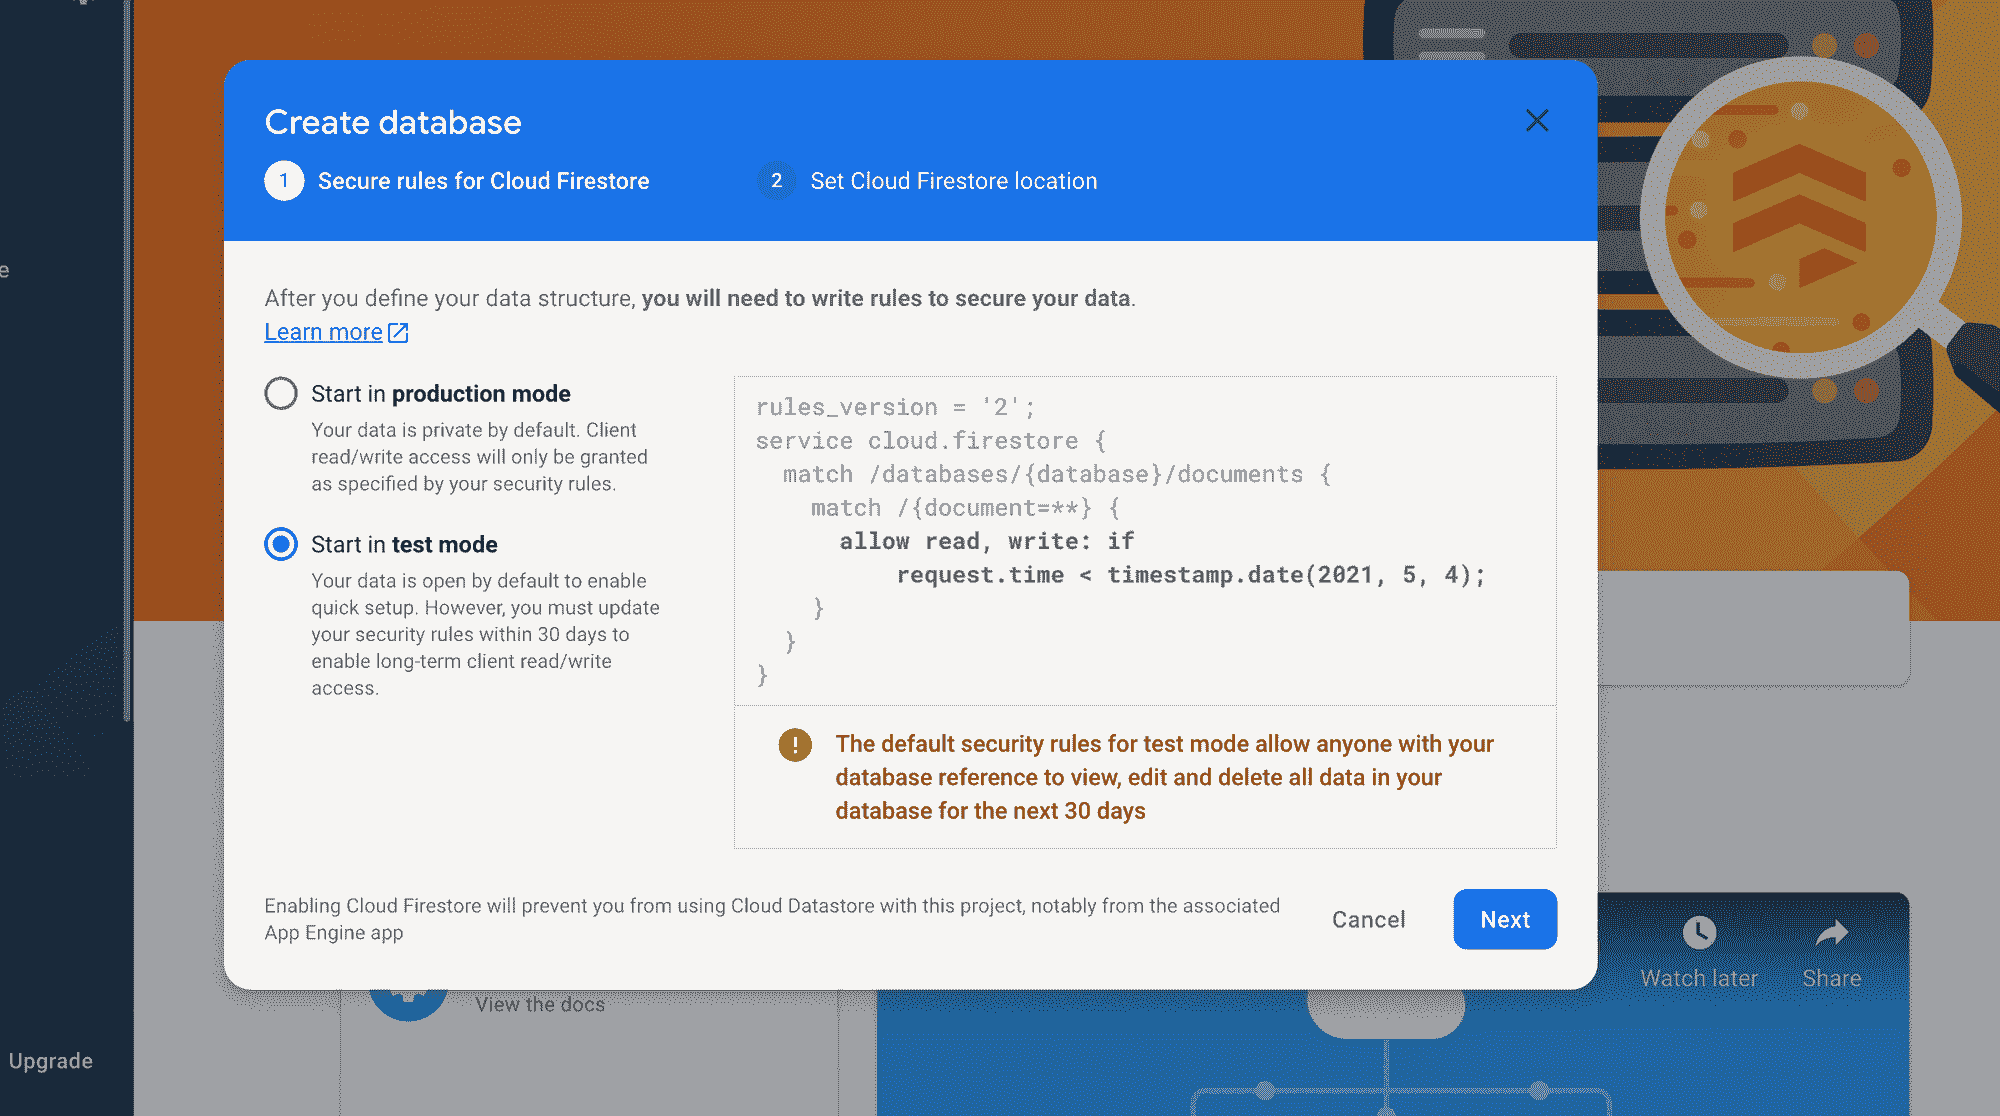 Create database
1 Secure rules for Cloud Firestore
2 Set Cloud Firestore location
e
After you define your data structure, you will need to write rules to secure your data.
Learn more
Start in production mode
Your data is private by default. Client
read/write access will only be granted
as specified by your security rules.
Start in test mode
Your data is open by default to enable
quick setup. However, you must update
your security rules within 30 days to
enable long-term client read/write
access.
rules_version = '2';
service cloud.firestore {
  match /databases/{database}/documents {
    match /{document=**} {
      allow read, write: if
          request.time < timestamp.date(2021, 5, 4);
    }
  }
}
! The default security rules for test mode allow anyone with your
database reference to view, edit and delete all data in your
database for the next 30 days
Enabling Cloud Firestore will prevent you from using Cloud Datastore with this project, notably from the associated
App Engine app
Cancel
Next
Watch later
Share
View the docs
Upgrade